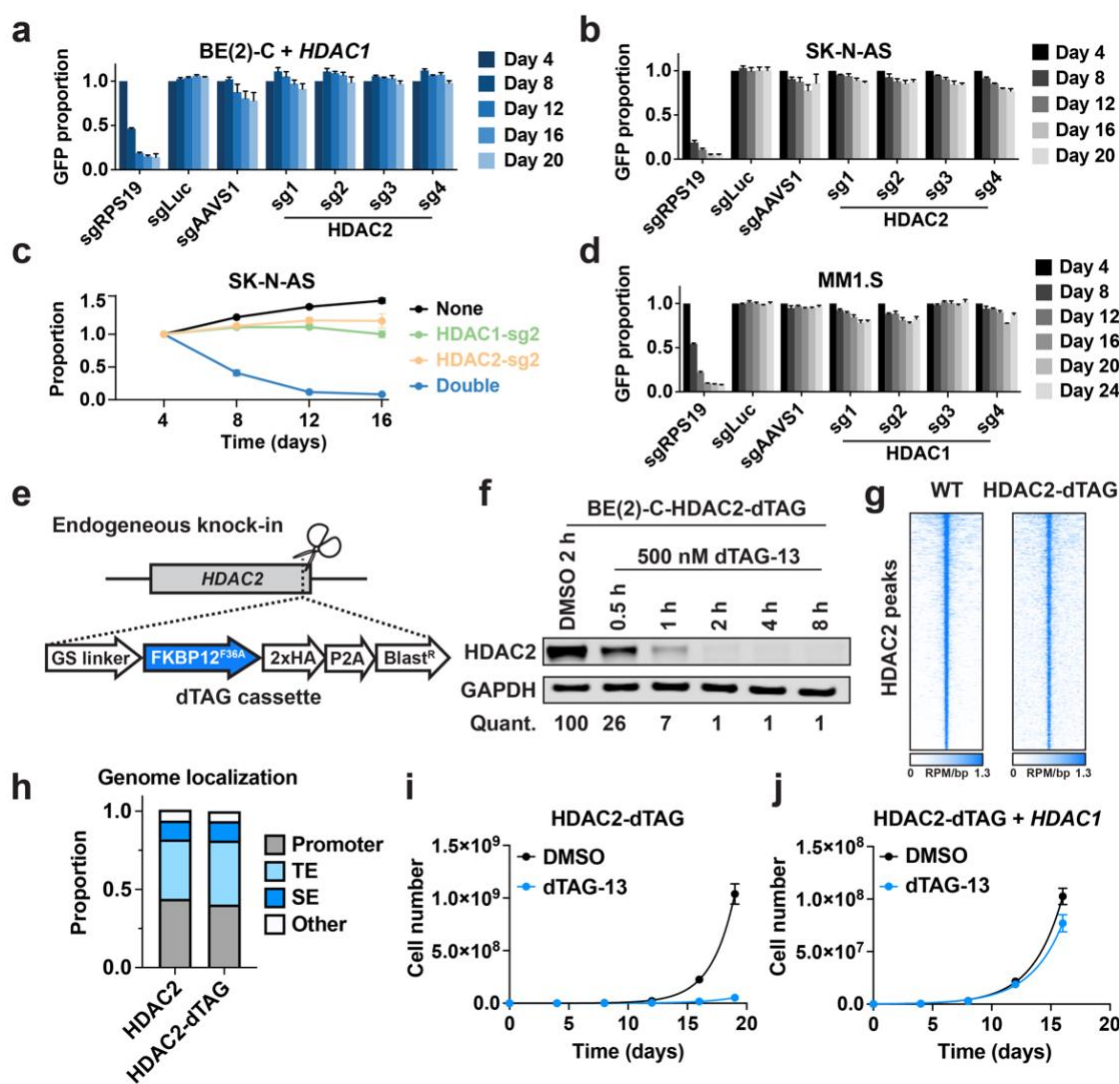 a
BE(2)-C + HDAC1
GFP proportion
1.0
0.5
0.0
sgRPS19
sgLuc
sgAAVS1
sg1
sg2
sg3
sg4
HDAC2
Day 4
Day 8
Day 12
Day 16
Day 20
b
SK-N-AS
GFP proportion
1.0
0.5
0.0
sgRPS19
sgLuc
sgAAVS1
sg1
sg2
sg3
sg4
HDAC2
Day 4
Day 8
Day 12
Day 16
Day 20
c
SK-N-AS
Proportion
1.5
1.0
0.5
0.0
4
8
12
16
Time (days)
None
HDAC1-sg2
HDAC2-sg2
Double
d
MM1.S
GFP proportion
1.0
0.5
0.0
sgRPS19
sgLuc
sgAAVS1
sg1
sg2
sg3
sg4
HDAC1
Day 4
Day 8
Day 12
Day 16
Day 20
Day 24
e
Endogeneous knock-in
HDAC2
GS linker
FKBP12F36A
2xHA
P2A
BlastR
dTAG cassette
f
BE(2)-C-HDAC2-dTAG
500 nM dTAG-13
DMSO 2 h
0.5 h
1 h
2 h
4 h
8 h
HDAC2
GAPDH
Quant. 100 26 7 1 1 1
g
WT HDAC2-dTAG
HDAC2 peaks
0 RPM/bp 1.3
0 RPM/bp 1.3
h
Genome localization
Proportion
1.0
0.5
0.0
HDAC2
HDAC2-dTAG
Promoter
TE
SE
Other
i
HDAC2-dTAG
Cell number
1.5×10⁹
1.0×10⁹
5.0×10⁸
0.0
0 5 10 15 20
Time (days)
DMSO
dTAG-13
j
HDAC2-dTAG + HDAC1
Cell number
1.5×10⁸
1.0×10⁸
5.0×10⁷
0.0
0 5 10 15 20
Time (days)
DMSO
dTAG-13